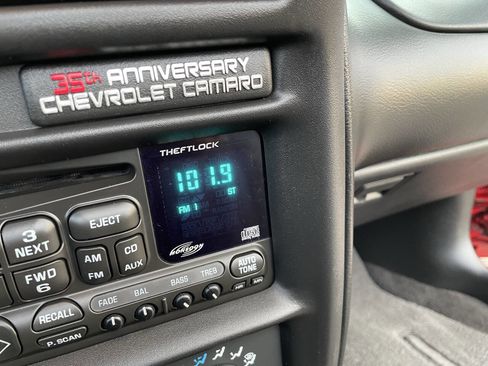 35th ANNIVERSARY
CHEVROLET CAMARO
THEFTLOCK
101.9
ST
FM 1
3
NEXT
EJECT
AM
FM
CD
AUX
FWD
6
MONSOON
FADE BAL BASS TREB
AUTO
TONE
RECALL
P. SCAN